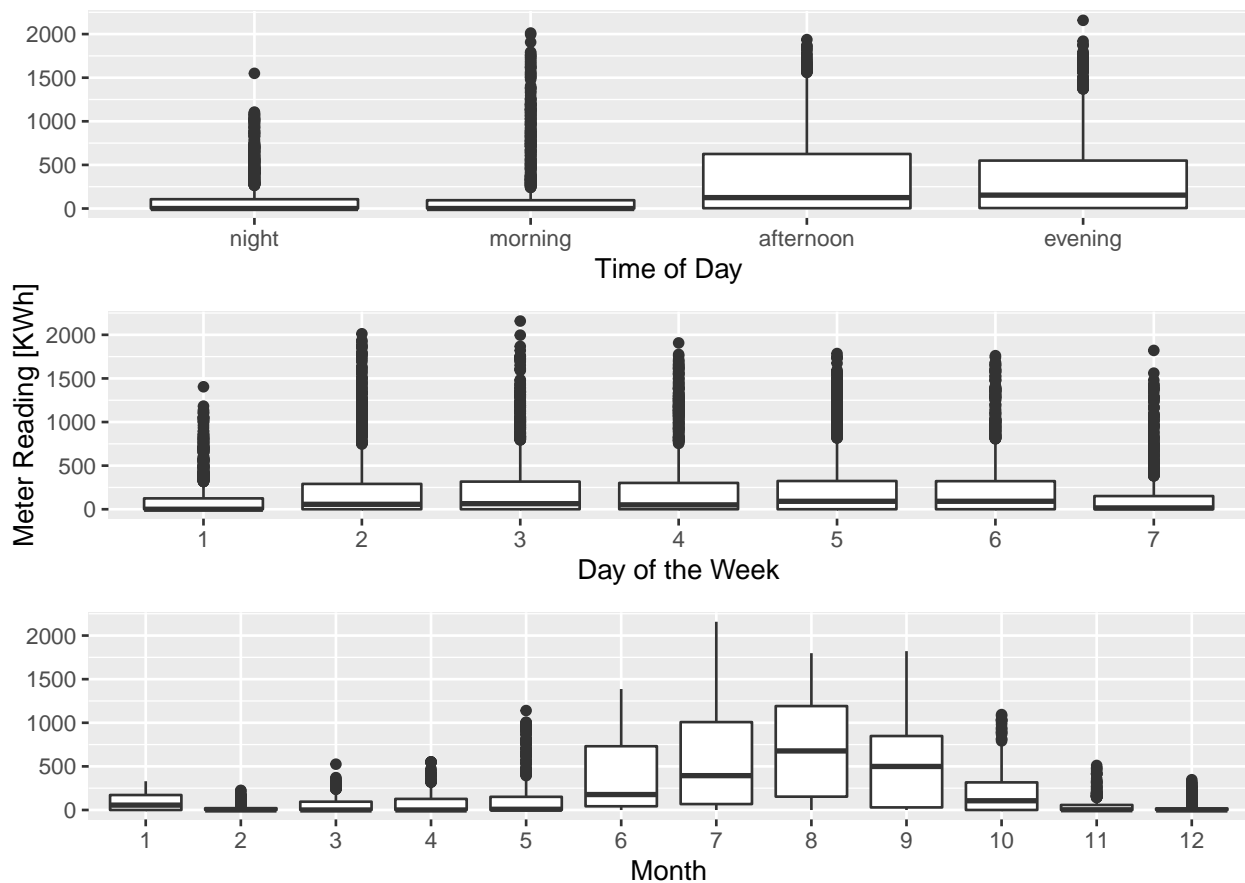 2000
1500
1000
500
0
night morning afternoon evening
Time of Day
Meter Reading [KWh]
2000
1500
1000
500
0
1 2 3 4 5 6 7
Day of the Week
2000
1500
1000
500
0
1 2 3 4 5 6 7 8 9 10 11 12
Month